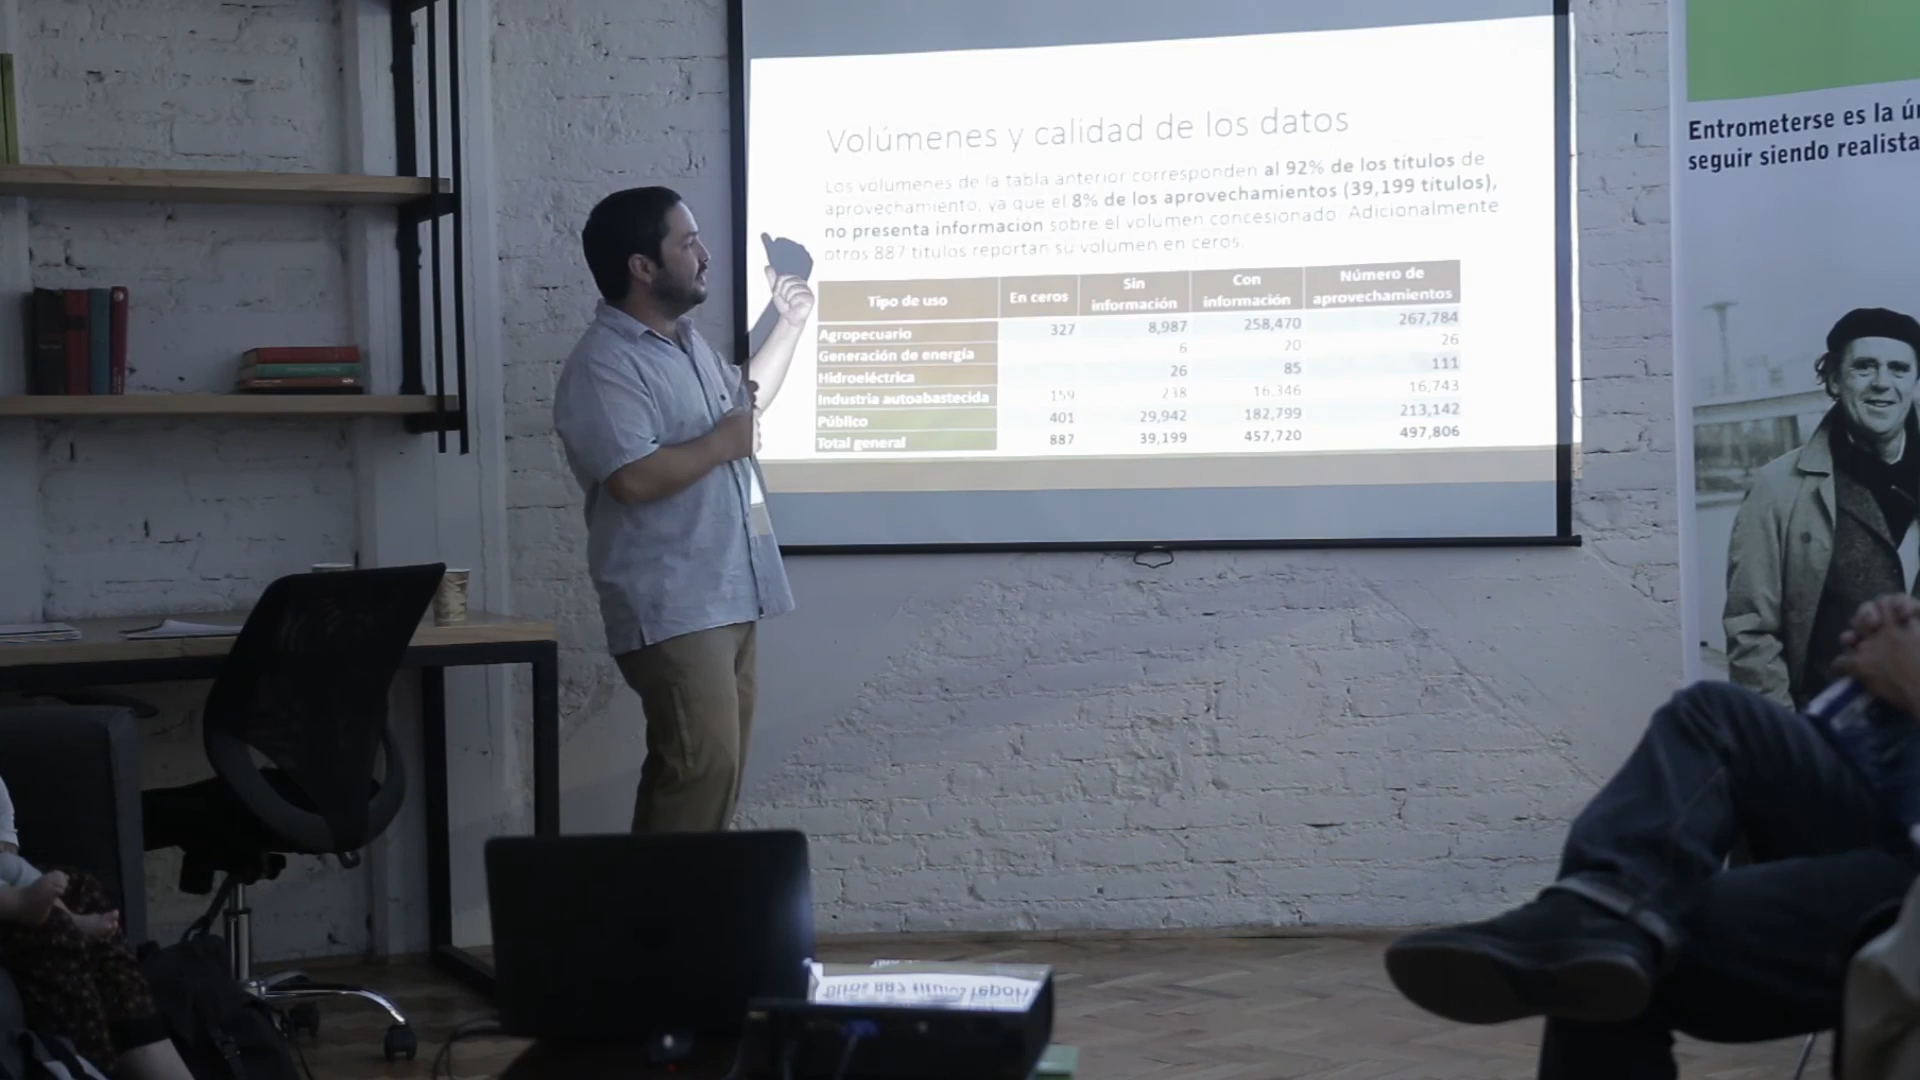 Volúmenes y calidad de los datos
Los volúmenes de la tabla anterior corresponden al 92% de los títulos de
aprovechamiento, ya que el 8% de los aprovechamientos (39,199 títulos),
no presenta información sobre el volumen concesionado. Adicionalmente
otros 887 títulos reportan su volumen en ceros.
Tipo de uso En ceros Sin información Con información Número de aprovechamientos
Agropecuario 327 8,987 258,470 267,784
Generación de energía 6 20 26
Hidroeléctrica 26 85 111
Industria autoabastecida 159 238 16,346 16,743
Público 401 29,942 182,799 213,142
Total general 887 39,199 457,720 497,806
Entrometerse es la
seguir siendo realista
otros 887 títulos report